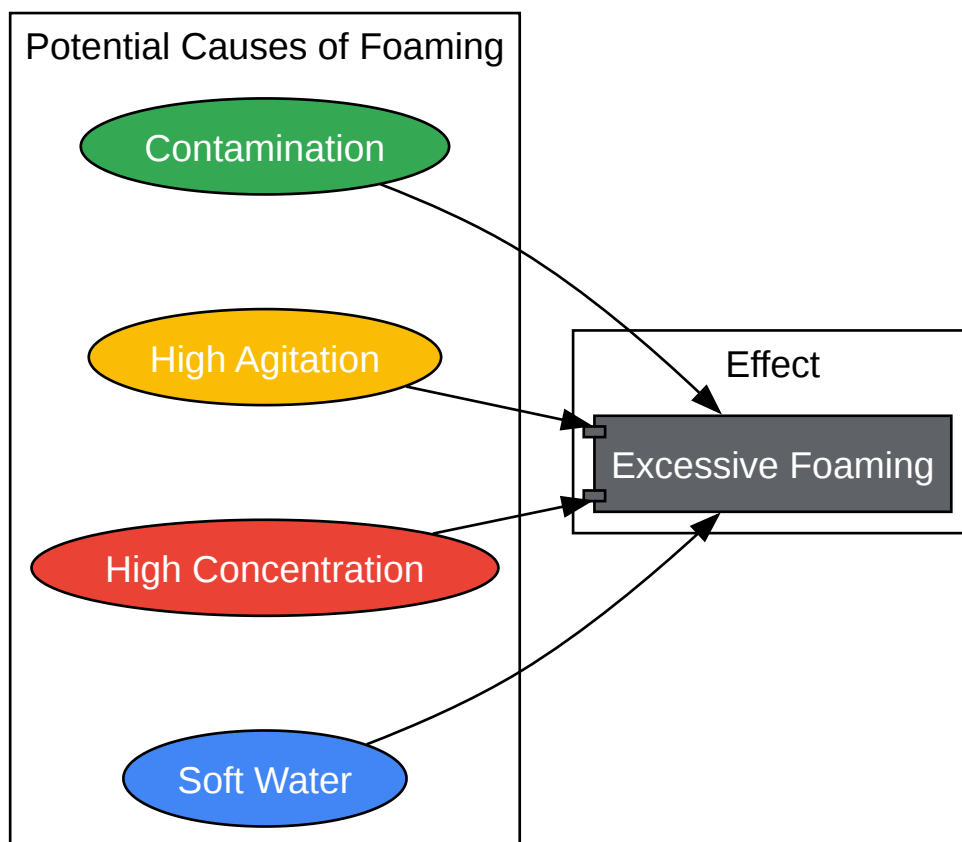 Potential Causes of Foaming
Contamination
High Agitation
High Concentration
Soft Water
Effect
Excessive Foaming